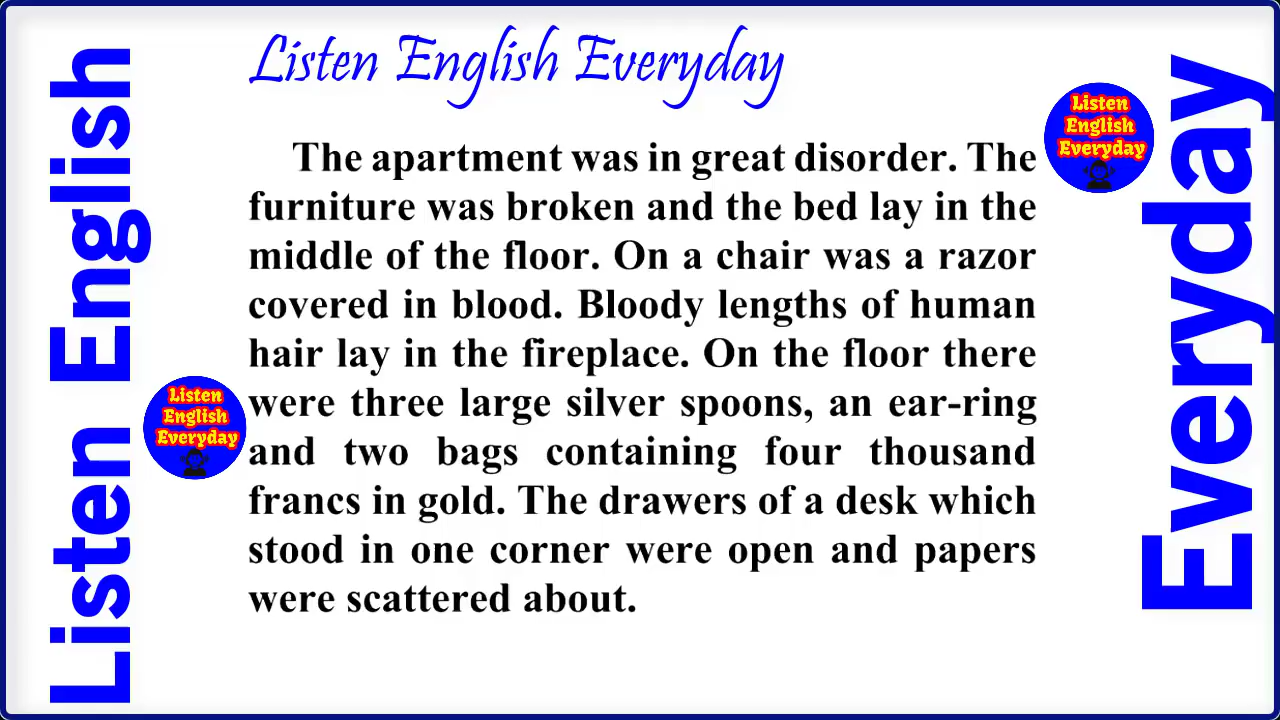 Listen English Everyday
The apartment was in great disorder. The
furniture was broken and the bed lay in the
middle of the floor. On a chair was a razor
covered in blood. Bloody lengths of human
hair lay in the fireplace. On the floor there
were three large silver spoons, an ear-ring
and two bags containing four thousand
francs in gold. The drawers of a desk which
stood in one corner were open and papers
were scattered about.
Listen English
Everyday
Listen
English
Everyday
Listen
English
Everyday